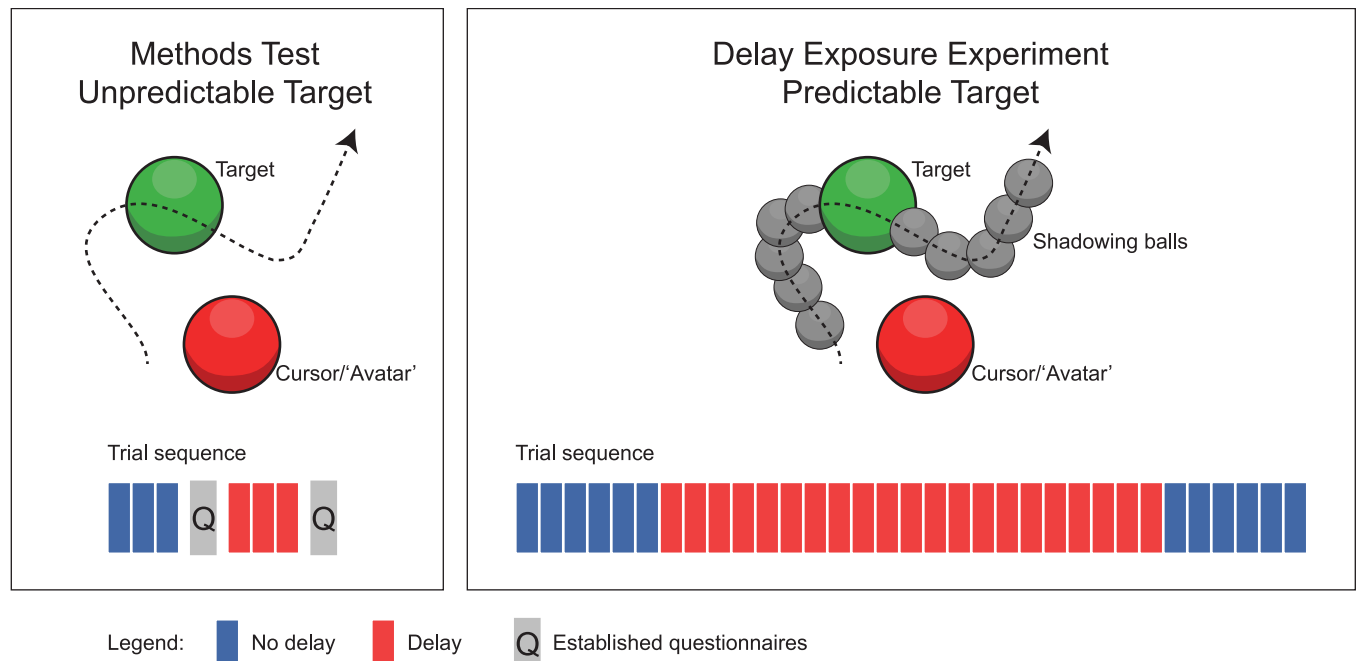 Methods Test
Unpredictable Target
Target
Cursor/'Avatar'
Trial sequence
Q
Q
Delay Exposure Experiment
Predictable Target
Target
Shadowing balls
Cursor/'Avatar'
Trial sequence
Legend: No delay Delay Q Established questionnaires